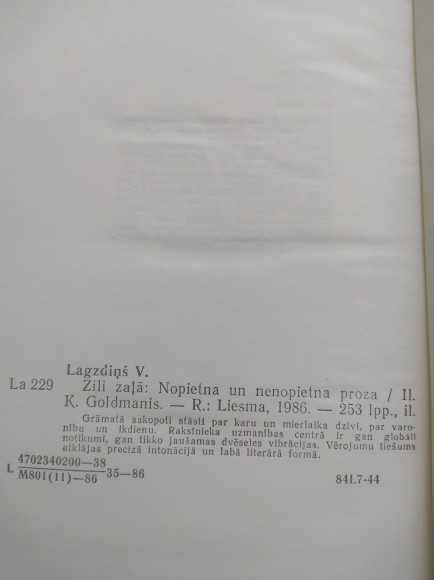 Lagzdiņš V.
La 229 Zili zaļā: Nopietna un nenopietna proza / Il.
K. Goldmanis. — R.: Liesma, 1986. — 253 lpp., il.
Grāmatā sakopoti stāsti par karu un mierlaika dzīvi, par varo-
nību un ikdienu. Rakstnieka uzmanības centrā ir gan globāli
notikumi, gan tikko jaušamas dvēseles vibrācijas. Vērojumu tiešums
atklājas precīzā intonācijā un labā literārā formā.
L 4702340200—38
M801(11)—86 35—86 84L7-44